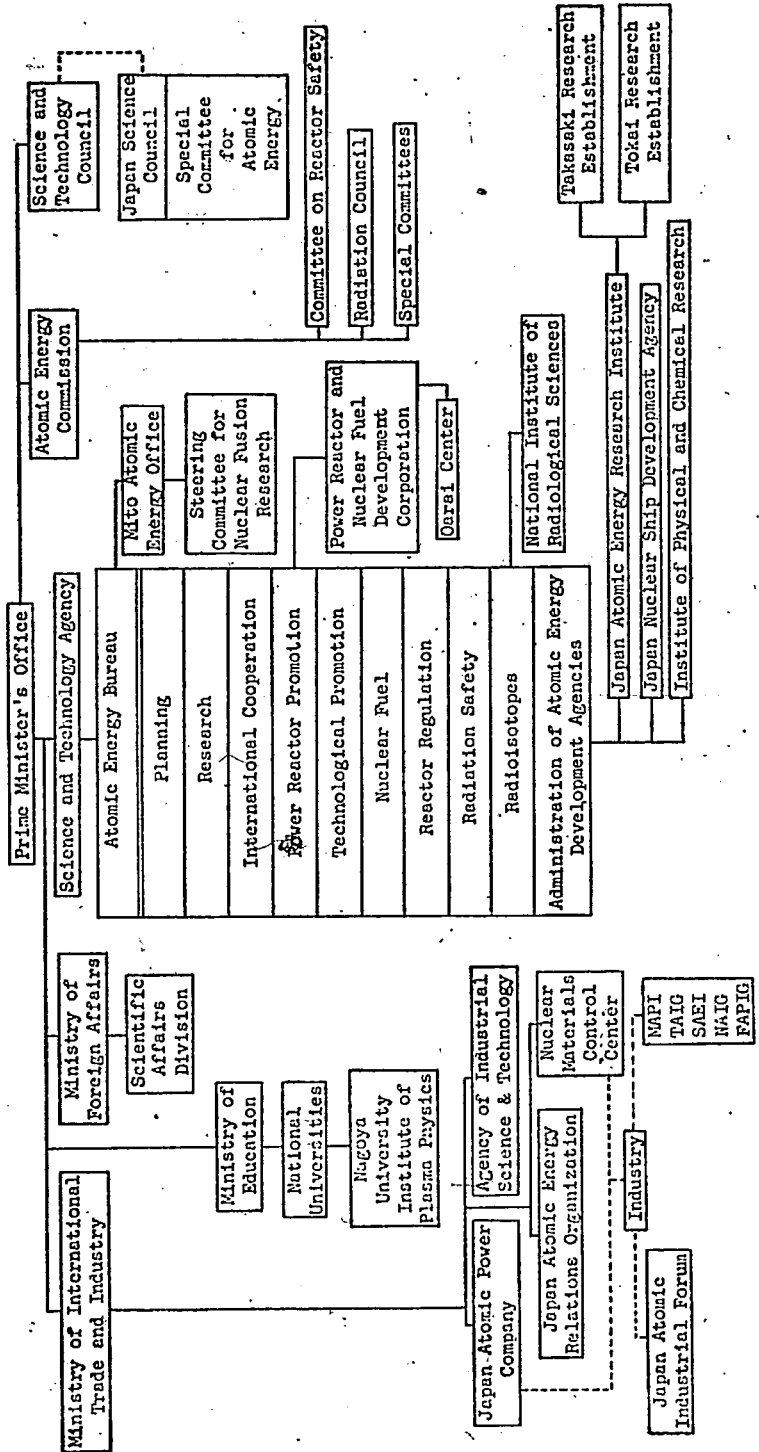 Prime Minister's Office
Ministry of International
Trade and Industry
Ministry of
Foreign Affairs
Scientific
Affairs
Division
Ministry of
Education
National
Universities
Nagoya
University
Institute of
Plasma Physics
Japan Atomic Power
Company
Agency of Industrial
Science & Technology
Japan Atomic Energy
Relations Organization
Nuclear
Materials
Control
Center
Industry
Japan Atomic
Industrial Forum
MAPI
TAIG
SAEI
NAIG
FAPIG
Science and Technology Agency
Atomic Energy Bureau
Planning
Research
International Cooperation
Power Reactor Promotion
Technological Promotion
Nuclear Fuel
Reactor Regulation
Radiation Safety
Radioisotopes
Administration of Atomic Energy
Development Agencies
Mito Atomic
Energy Office
Steering
Committee for
Nuclear Fusion
Research
Power Reactor and
Nuclear Fuel
Development
Corporation
Oarai Center
National Institute of
Radiological Sciences
Japan Atomic Energy Research Institute
Japan Nuclear Ship Development Agency
Institute of Physical and Chemical Research
Takasaki Research
Establishment
Tokai Research
Establishment
Atomic Energy
Commission
Committee on Reactor Safety
Radiation Council
Special Committees
Science and
Technology
Council
Japan Science
Council
Special
Committee
for
Atomic
Energy